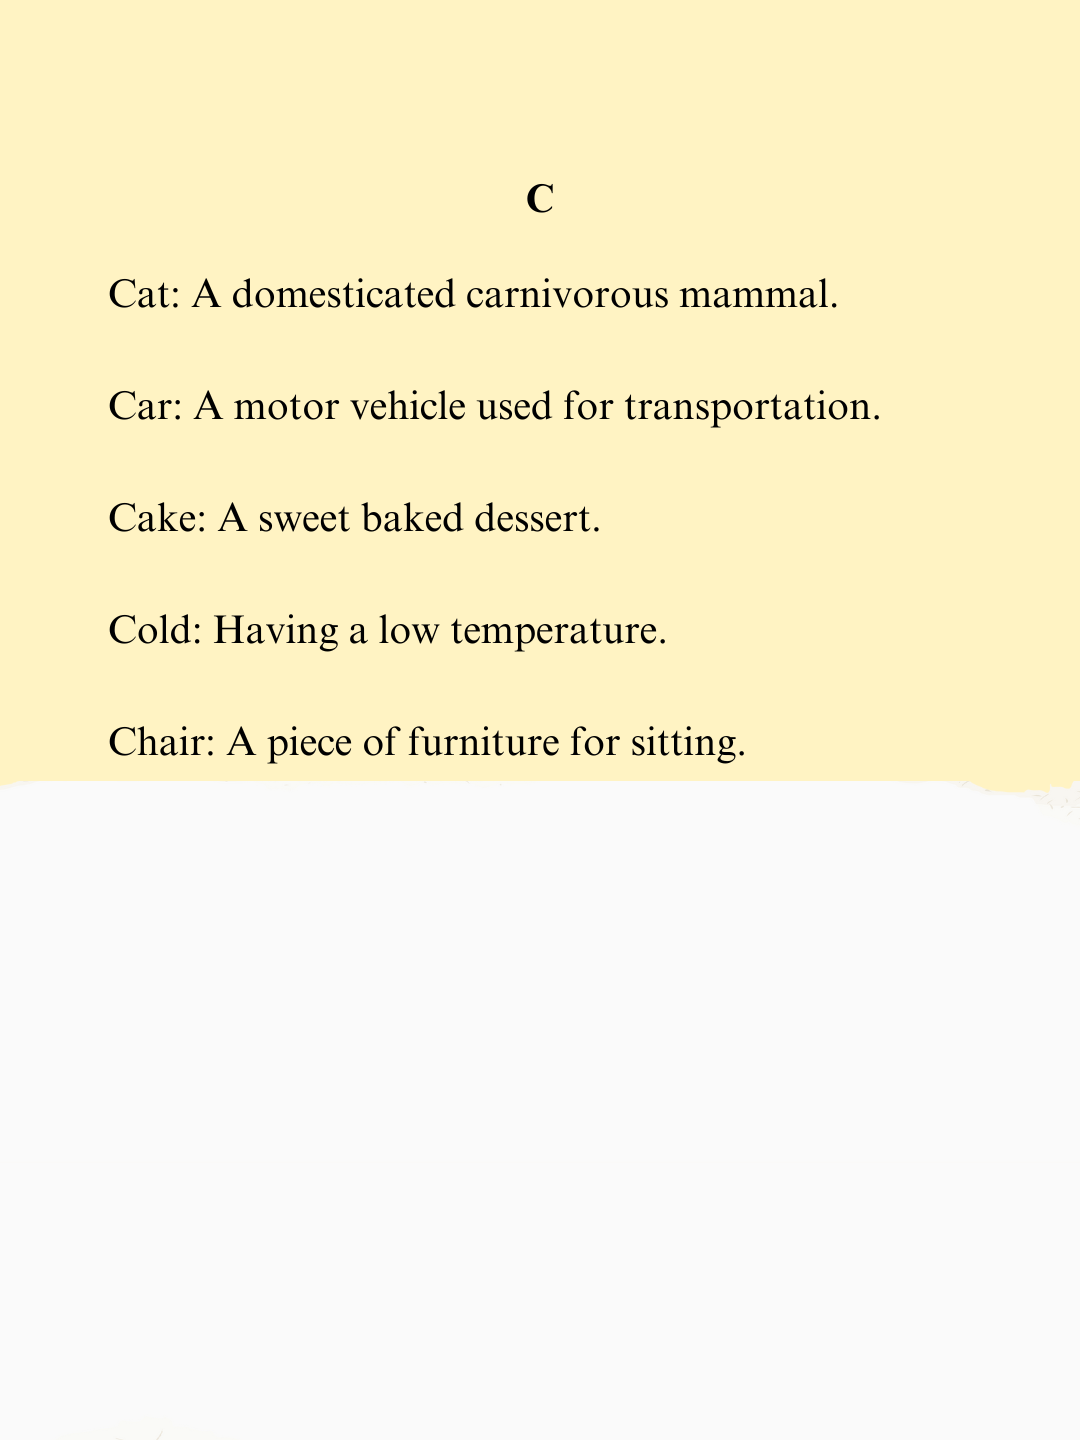 C
Cat: A domesticated carnivorous mammal.
Car: A motor vehicle used for transportation.
Cake: A sweet baked dessert.
Cold: Having a low temperature.
Chair: A piece of furniture for sitting.